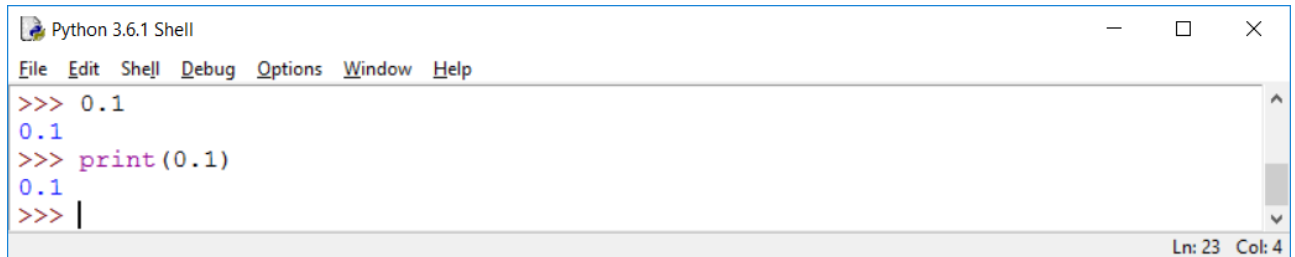 Python 3.6.1 Shell
File Edit Shell Debug Options Window Help
>>> 0.1
0.1
>>> print(0.1)
0.1
>>>
Ln: 23 Col: 4